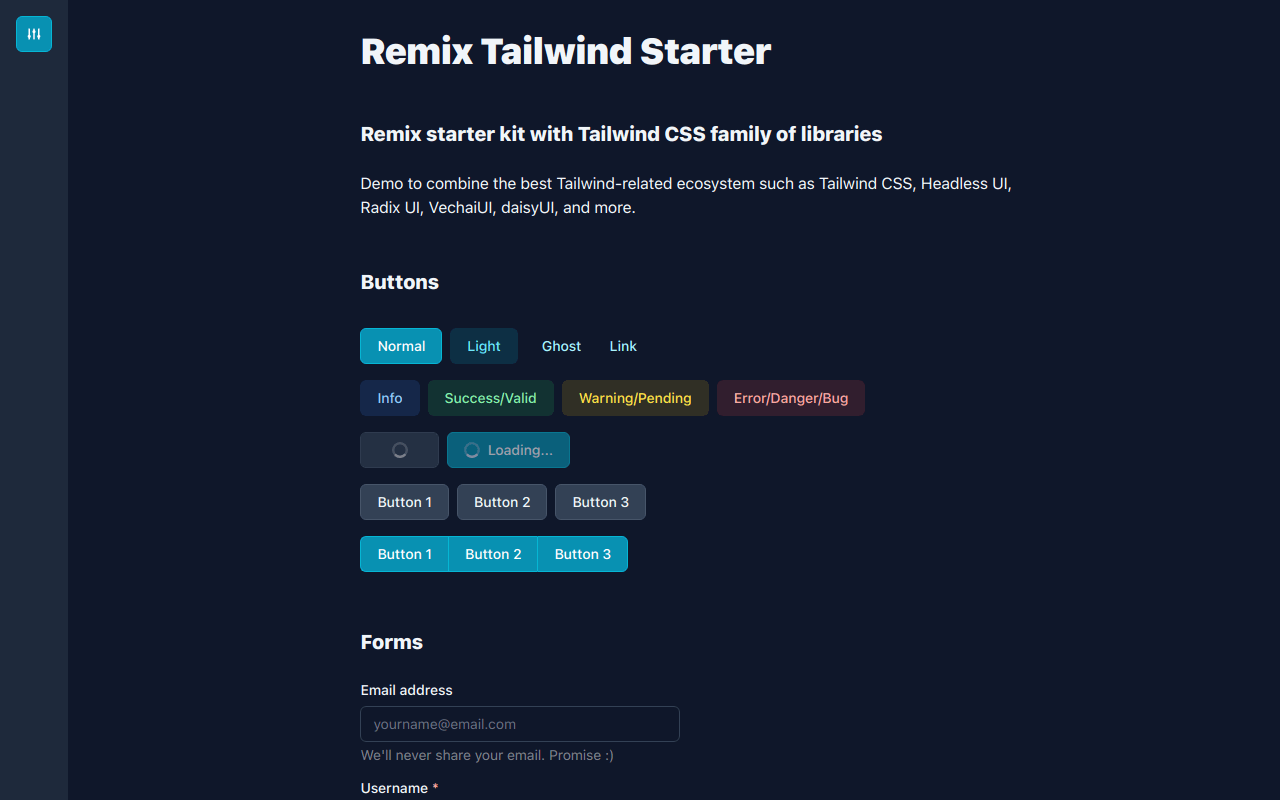 Remix Tailwind Starter
Remix starter kit with Tailwind CSS family of libraries
Demo to combine the best Tailwind-related ecosystem such as Tailwind CSS, Headless UI,
Radix UI, VechaiUI, daisyUI, and more.
Buttons
Normal Light Ghost Link
Info Success/Valid Warning/Pending Error/Danger/Bug
Loading...
Button 1 Button 2 Button 3
Button 1 Button 2 Button 3
Forms
Email address
yourname@email.com
We'll never share your email. Promise :)
Username *